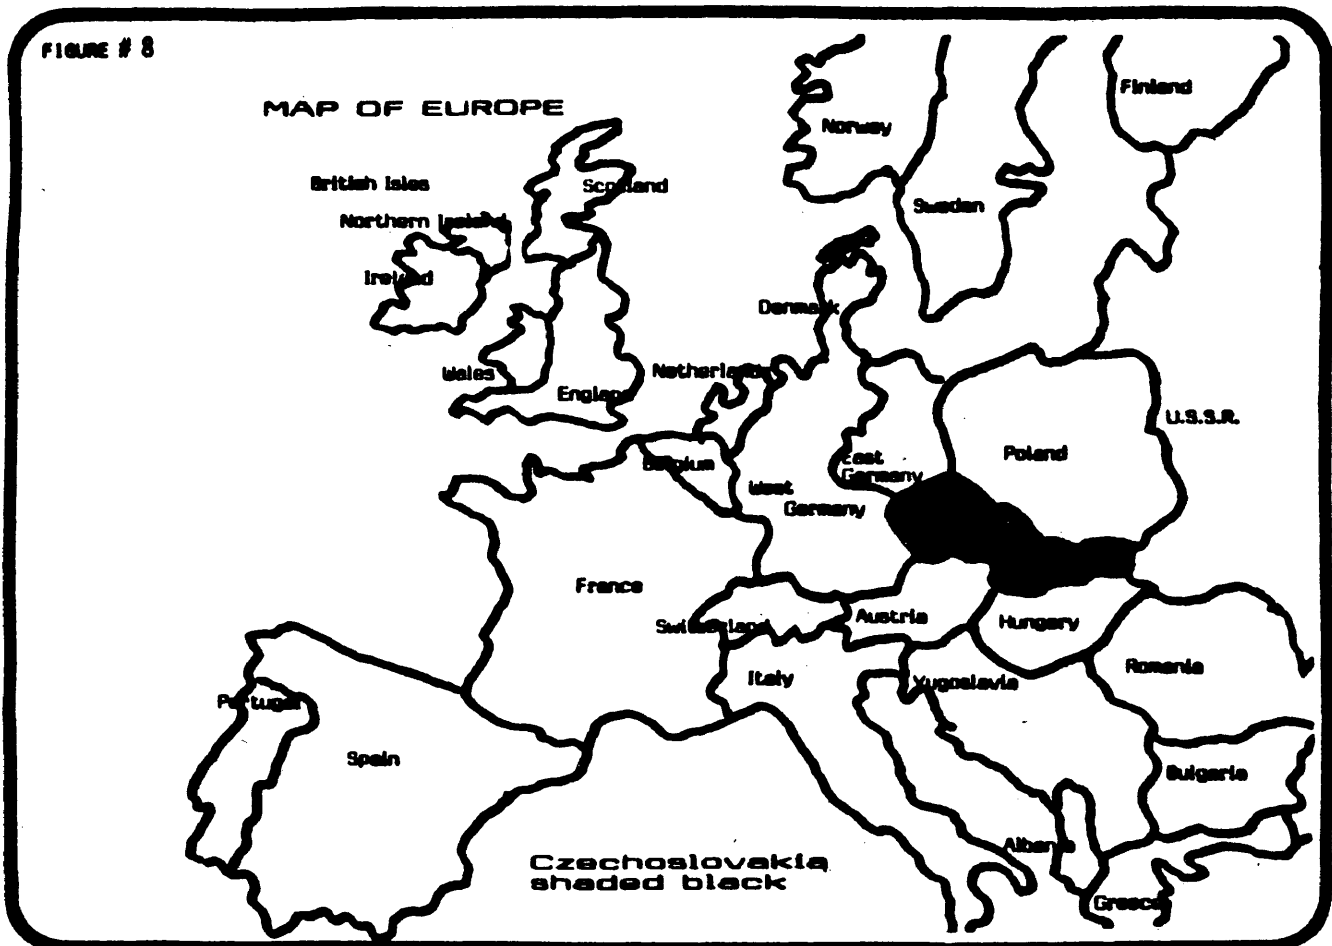 FIGURE # 8
MAP OF EUROPE
Finland
Norway
British Isles
Scotland
Sweden
Northern Ireland
Ireland
Denmark
Wales
Netherlands
England
U.S.S.R.
Poland
Belgium
East
Germany
West
Germany
France
Switzerland
Austria
Hungary
Italy
Yugoslavia
Romania
Portugal
Spain
Bulgaria
Albania
Czechoslovakia
shaded black
Greece